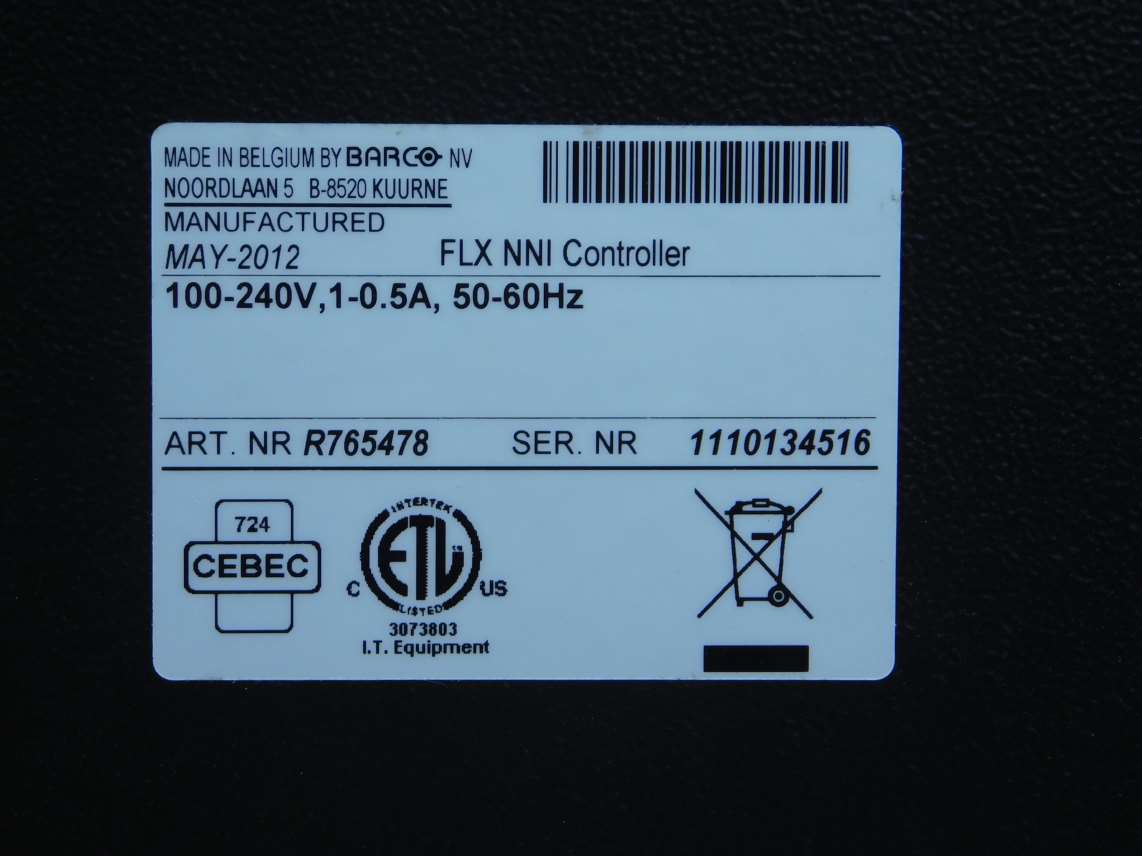 MADE IN BELGIUM BY BARCO NV
NOORDLAAN 5 B-8520 KUURNE
MANUFACTURED
MAY-2012 FLX NNI Controller
100-240V,1-0.5A, 50-60Hz
ART. NR R765478 SER. NR 1110134516
724
CEBEC
INTERTEK
ETL
C US
LISTED
3073803
I.T. Equipment